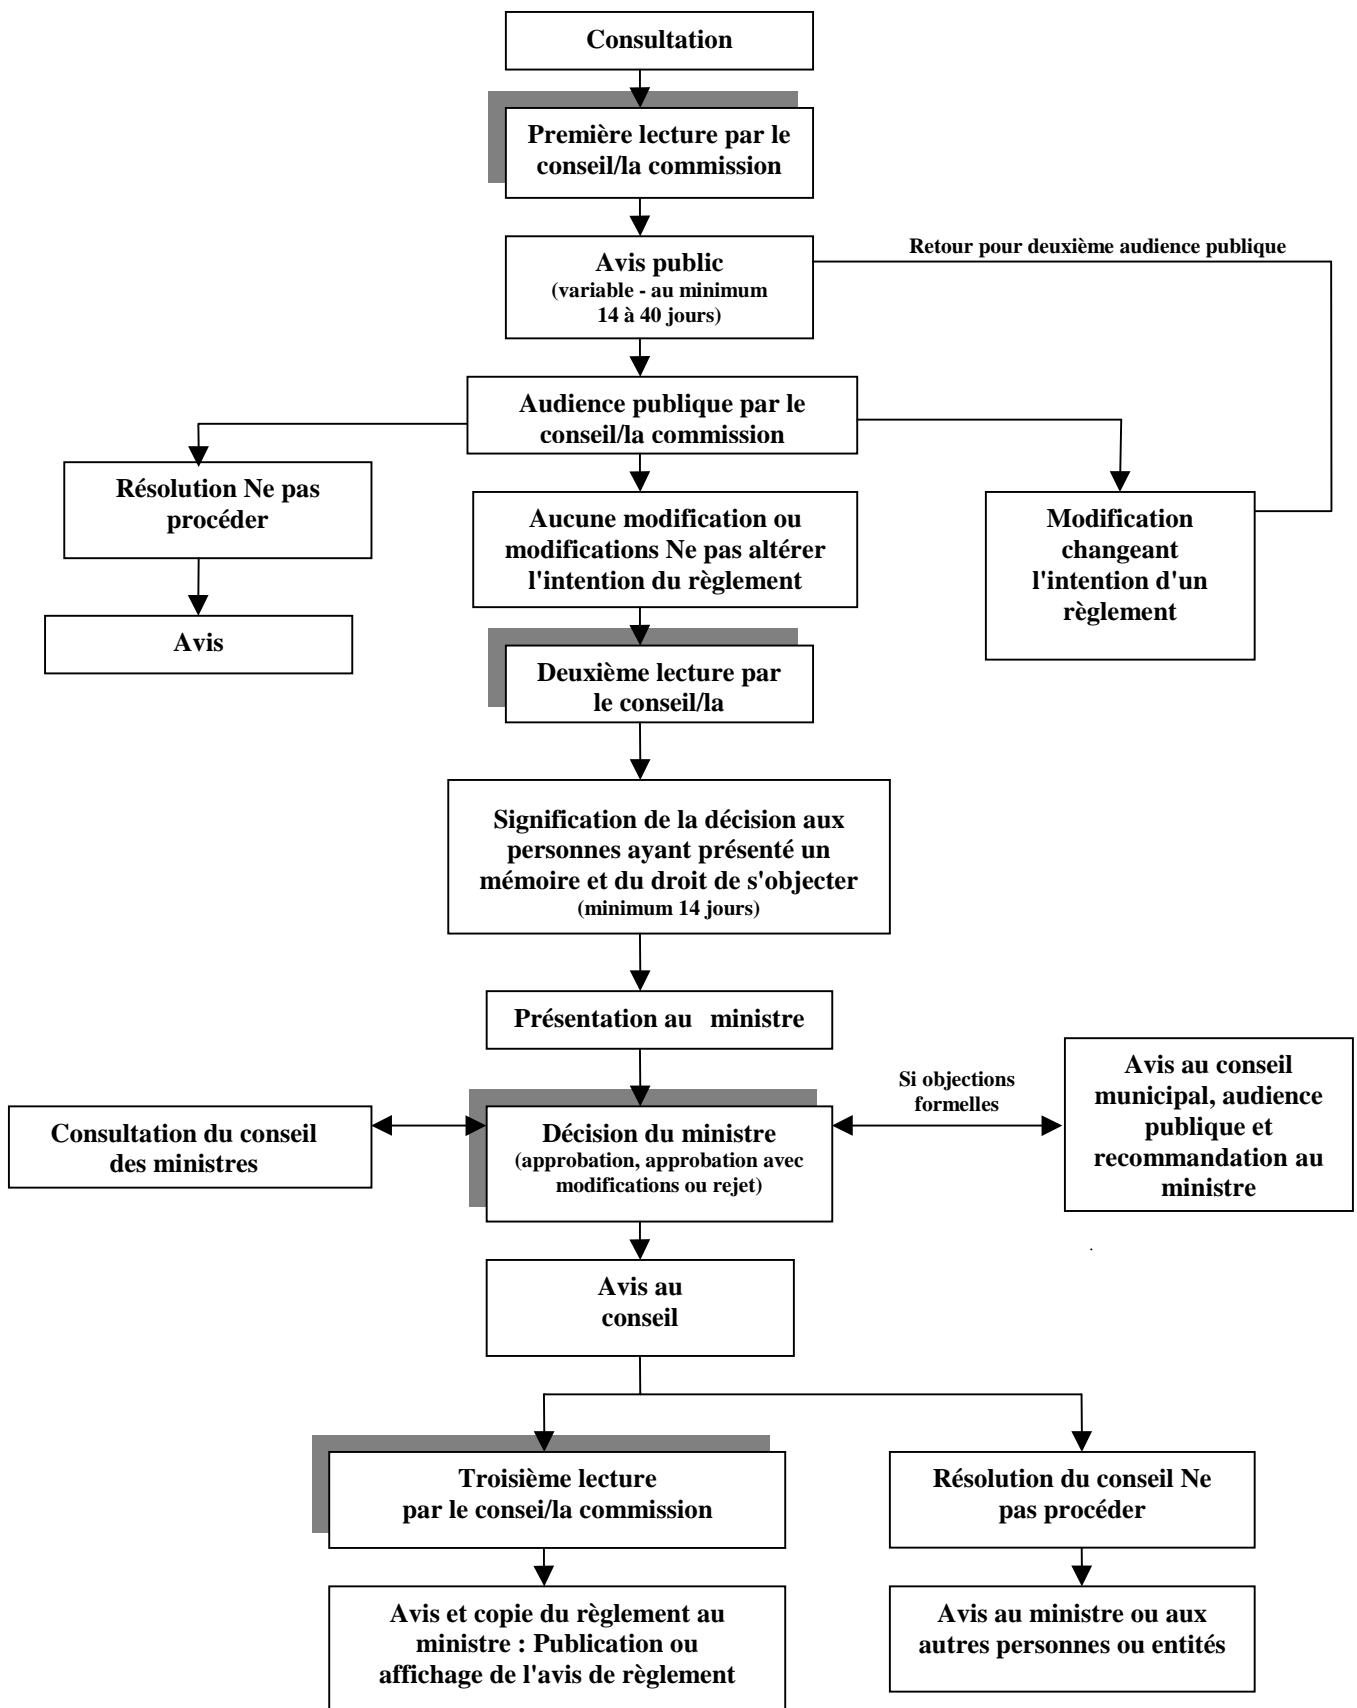 Consultation
Première lecture par le
conseil/la commission
Avis public
(variable - au minimum
14 à 40 jours)
Retour pour deuxième audience publique
Audience publique par le
conseil/la commission
Résolution Ne pas
procéder
Avis
Aucune modification ou
modifications Ne pas altérer
l'intention du règlement
Modification
changeant
l'intention d'un
règlement
Deuxième lecture par
le conseil/la
Signification de la décision aux
personnes ayant présenté un
mémoire et du droit de s'objecter
(minimum 14 jours)
Présentation au ministre
Consultation du conseil
des ministres
Décision du ministre
(approbation, approbation avec
modifications ou rejet)
Si objections
formelles
Avis au conseil
municipal, audience
publique et
recommandation au
ministre
.
Avis au
conseil
Troisième lecture
par le consei/la commission
Résolution du conseil Ne
pas procéder
Avis et copie du règlement au
ministre : Publication ou
affichage de l'avis de règlement
Avis au ministre ou aux
autres personnes ou entités